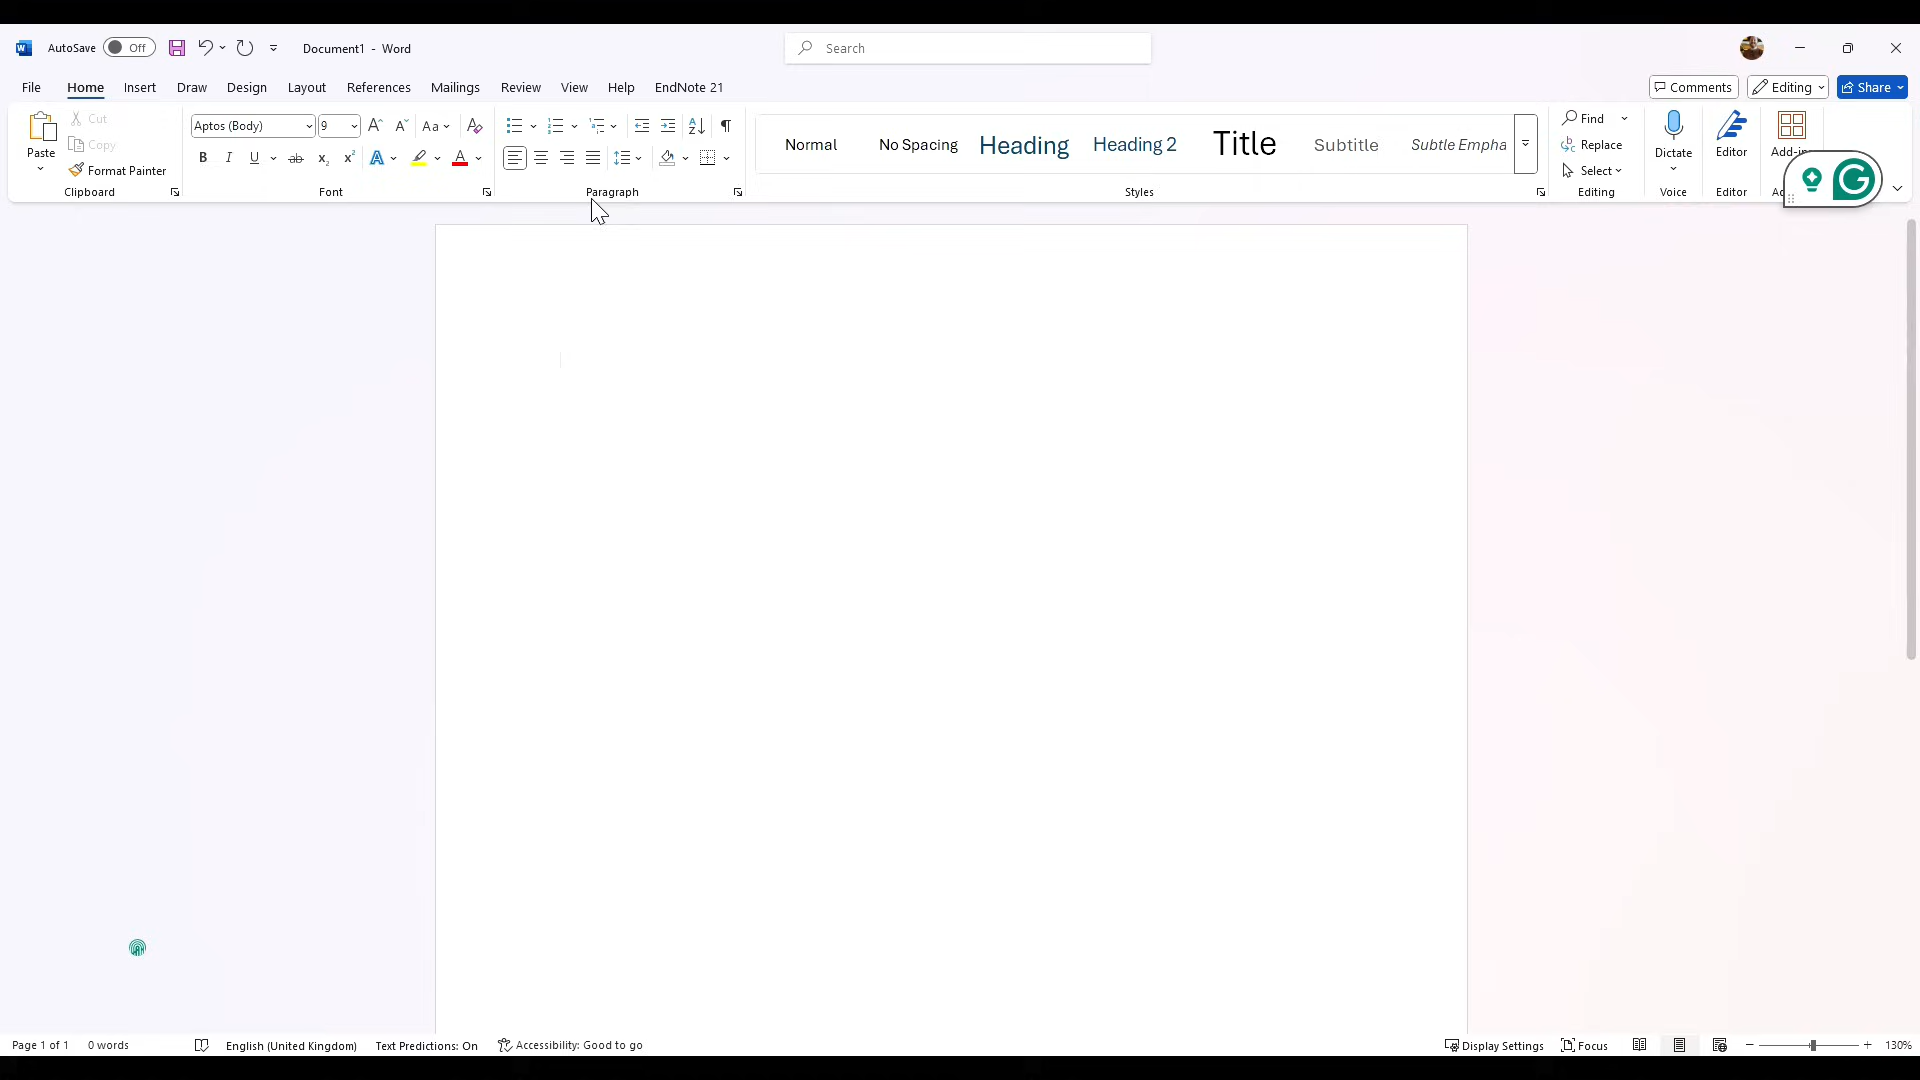 AutoSave Off Document1 - Word Search
File Home Insert Draw Design Layout References Mailings Review View Help EndNote 21 Comments Editing Share
Paste
Cut
Copy
Format Painter
Clipboard
Aptos (Body) 9
Font
Paragraph
Normal No Spacing Heading Heading 2 Title Subtitle Subtle Empha
Styles
Find
Replace
Select
Editing
Dictate
Voice
Editor
Editor
Page 1 of 1 0 words English (United Kingdom) Text Predictions: On Accessibility: Good to go Display Settings Focus 130%